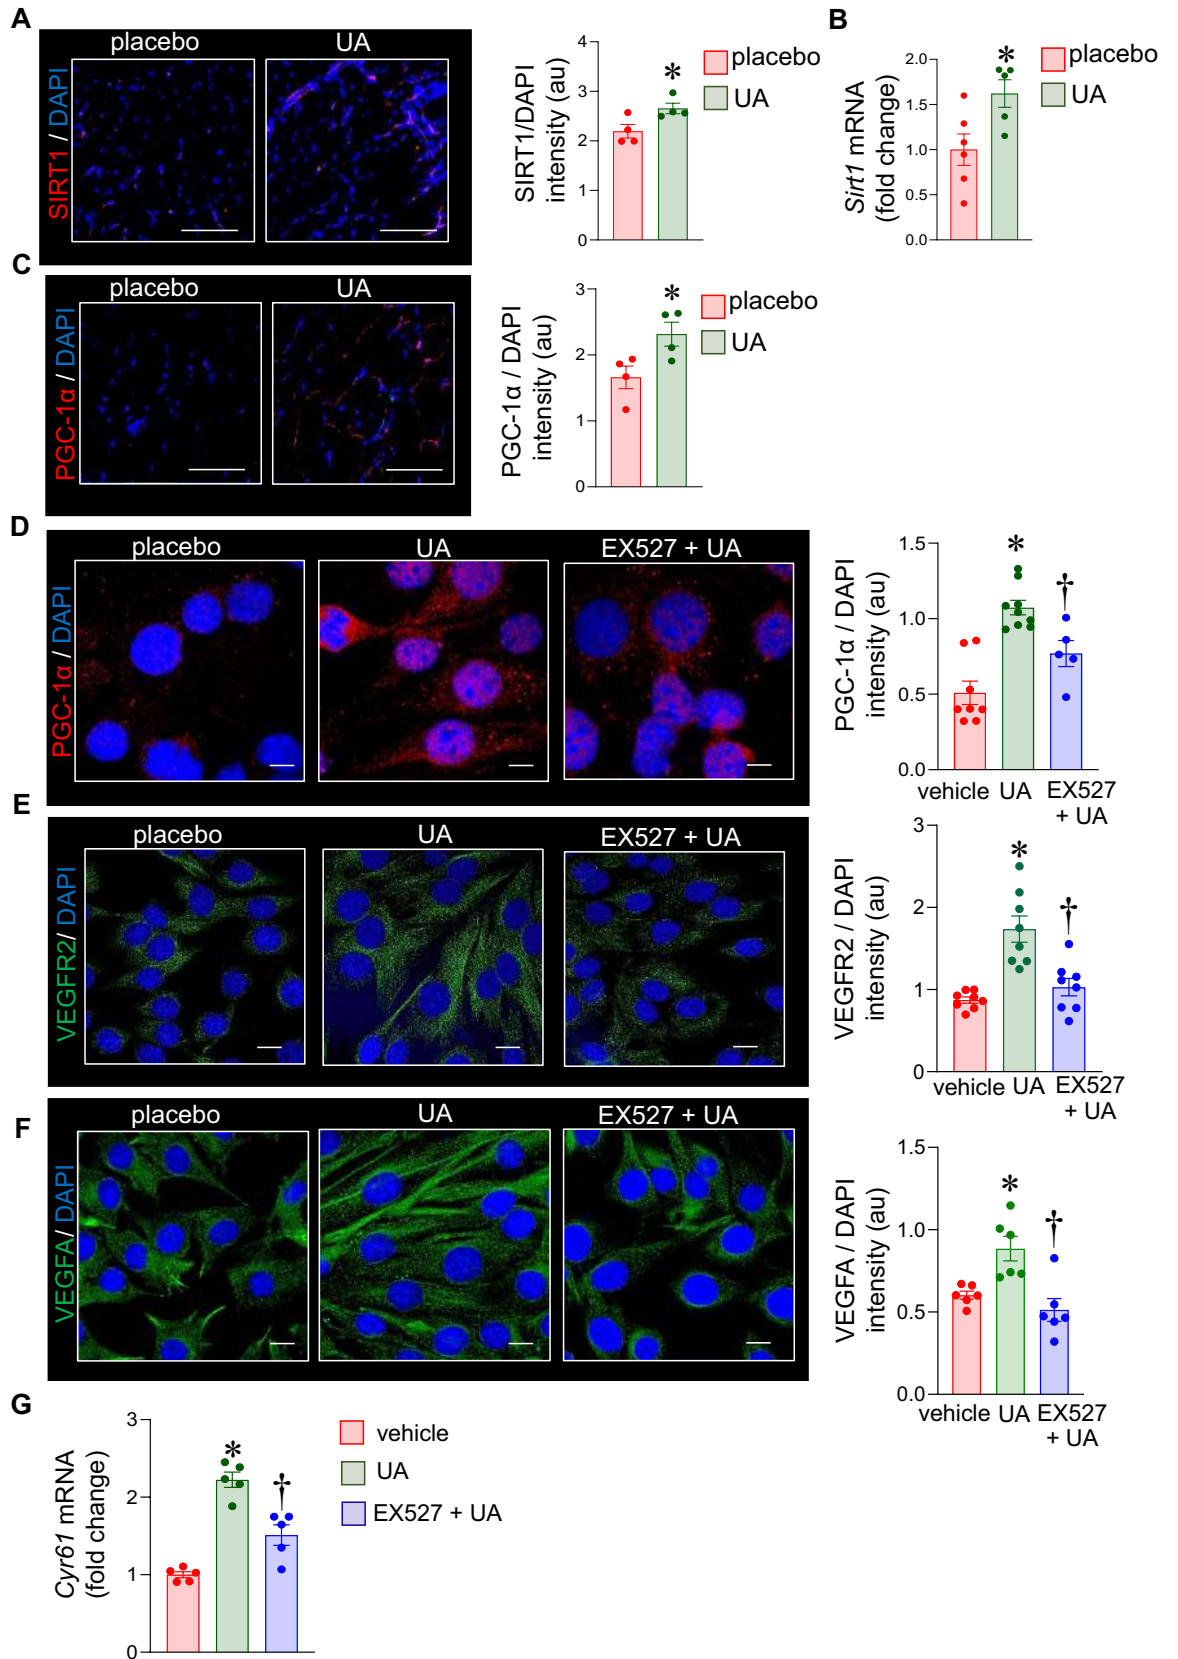 A
placebo
UA
SIRT1 / DAPI
SIRT1/DAPI
intensity (au)
4
3
2
1
0
*
placebo
UA
B
Sirt1 mRNA
(fold change)
2.0
1.5
1.0
0.5
0.0
*
placebo
UA
C
placebo
UA
PGC-1α / DAPI
PGC-1α / DAPI
intensity (au)
3
2
1
0
*
placebo
UA
D
placebo
UA
EX527 + UA
PGC-1α / DAPI
PGC-1α / DAPI
intensity (au)
1.5
1.0
0.5
0.0
*
†
vehicle UA EX527
+ UA
E
placebo
UA
EX527 + UA
VEGFR2/ DAPI
VEGFR2 / DAPI
intensity (au)
3
2
1
0
*
†
vehicle UA EX527
+ UA
F
placebo
UA
EX527 + UA
VEGFA/ DAPI
VEGFA / DAPI
intensity (au)
1.5
1.0
0.5
0.0
*
†
vehicle UA EX527
+ UA
G
Cyr61 mRNA
(fold change)
3
2
1
0
*
†
vehicle
UA
EX527 + UA